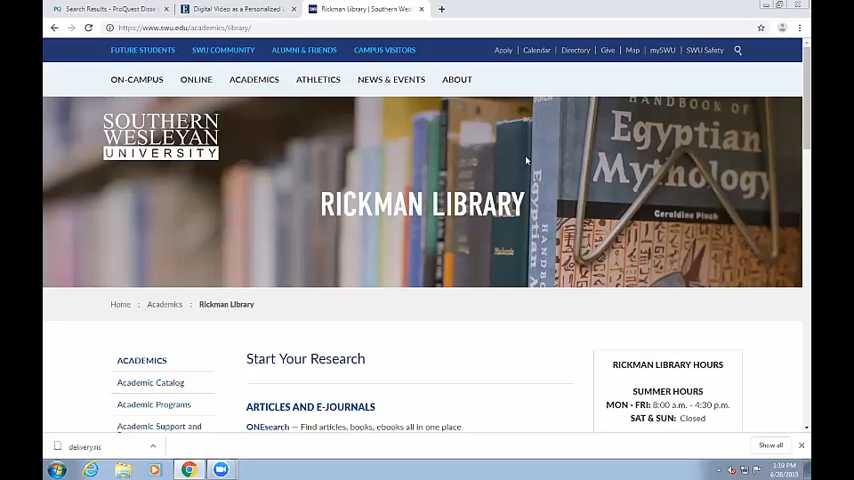 Search Results - ProQuest Disse
Digital Video as a Personalized L
Rickman Library | Southern Wes
https://www.swu.edu/academics/library/
FUTURE STUDENTS SWU COMMUNITY ALUMNI & FRIENDS CAMPUS VISITORS Apply Calendar Directory Give Map mySWU SWU Safety
ON-CAMPUS ONLINE ACADEMICS ATHLETICS NEWS & EVENTS ABOUT
SOUTHERN
WESLEYAN
UNIVERSITY
RICKMAN LIBRARY
HANDBOOK OF
Egyptian
Mythology
Geraldine Pinch
Home : Academics : Rickman Library
ACADEMICS
Academic Catalog
Academic Programs
Academic Support and
Start Your Research
ARTICLES AND E-JOURNALS
ONEsearch — Find articles, books, ebooks all in one place
RICKMAN LIBRARY HOURS
SUMMER HOURS
MON - FRI: 8:00 a.m. - 4:30 p.m.
SAT & SUN: Closed
delivery.ris
Show all
1:19 PM
6/26/2019